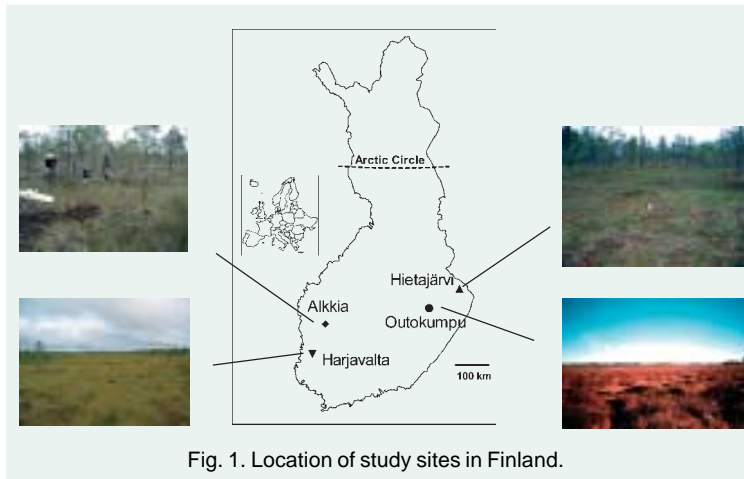 Arctic Circle
Hietajärvi
Alkkia
Outokumpu
Harjavalta
100 km
Fig. 1. Location of study sites in Finland.